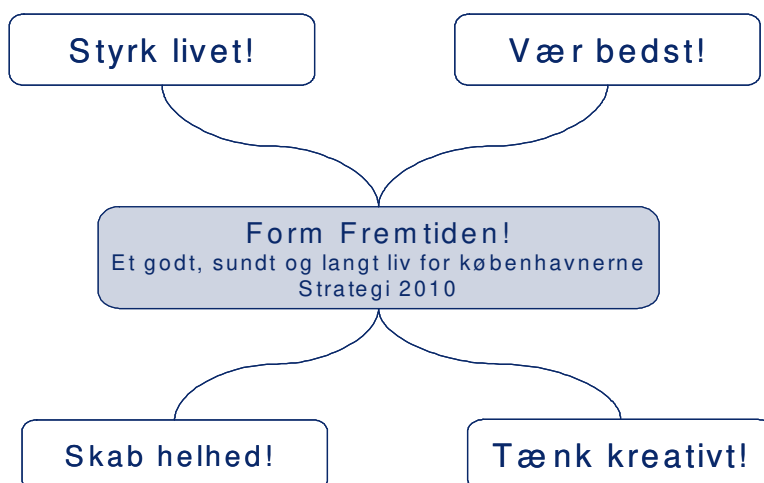 Styrk livet!
Vær bedst!
Form Fremtiden!
Et godt, sundt og langt liv for københavnerne
Strategi 2010
Skab helhed!
Tænk kreativt!